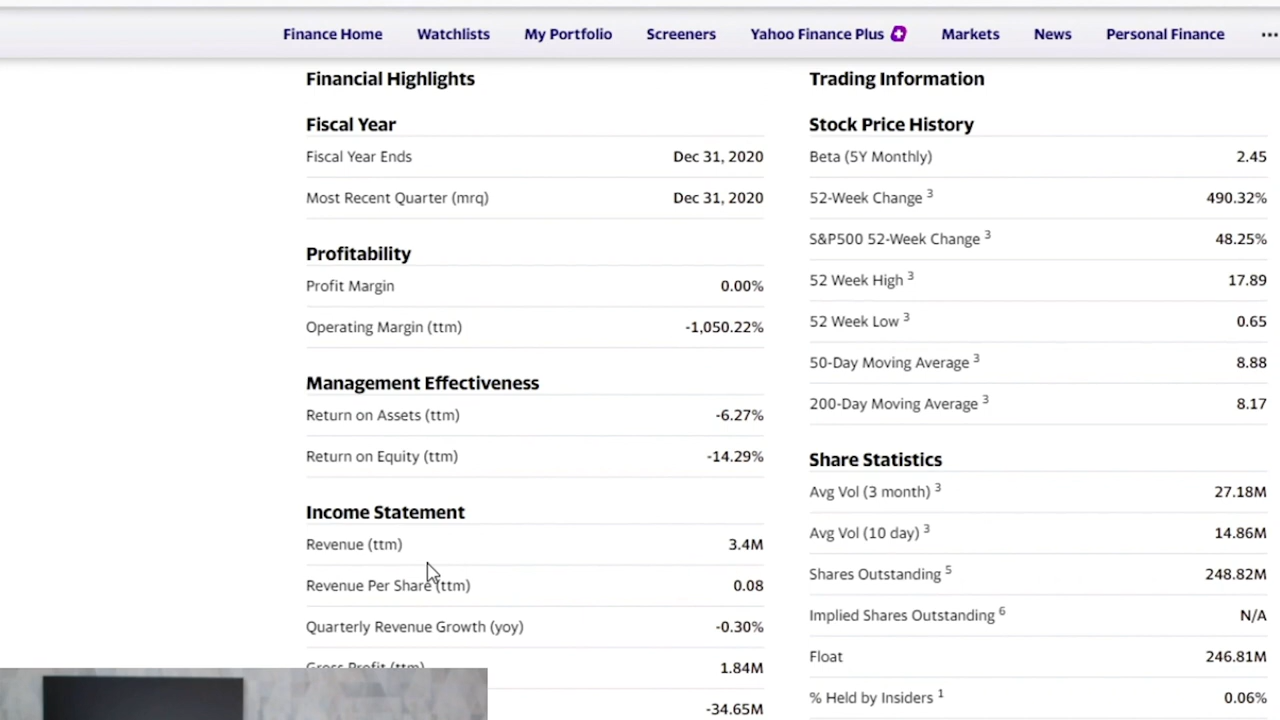 Finance Home Watchlists My Portfolio Screeners Yahoo Finance Plus Markets News Personal Finance ...
Financial Highlights
Fiscal Year
Fiscal Year Ends Dec 31, 2020
Most Recent Quarter (mrq) Dec 31, 2020
Profitability
Profit Margin 0.00%
Operating Margin (ttm) -1,050.22%
Management Effectiveness
Return on Assets (ttm) -6.27%
Return on Equity (ttm) -14.29%
Income Statement
Revenue (ttm) 3.4M
Revenue Per Share (ttm) 0.08
Quarterly Revenue Growth (yoy) -0.30%
Gross Profit (ttm) 1.84M
-34.65M
Trading Information
Stock Price History
Beta (5Y Monthly) 2.45
52-Week Change 3 490.32%
S&P500 52-Week Change 3 48.25%
52 Week High 3 17.89
52 Week Low 3 0.65
50-Day Moving Average 3 8.88
200-Day Moving Average 3 8.17
Share Statistics
Avg Vol (3 month) 3 27.18M
Avg Vol (10 day) 3 14.86M
Shares Outstanding 5 248.82M
Implied Shares Outstanding 6 N/A
Float 246.81M
% Held by Insiders 1 0.06%